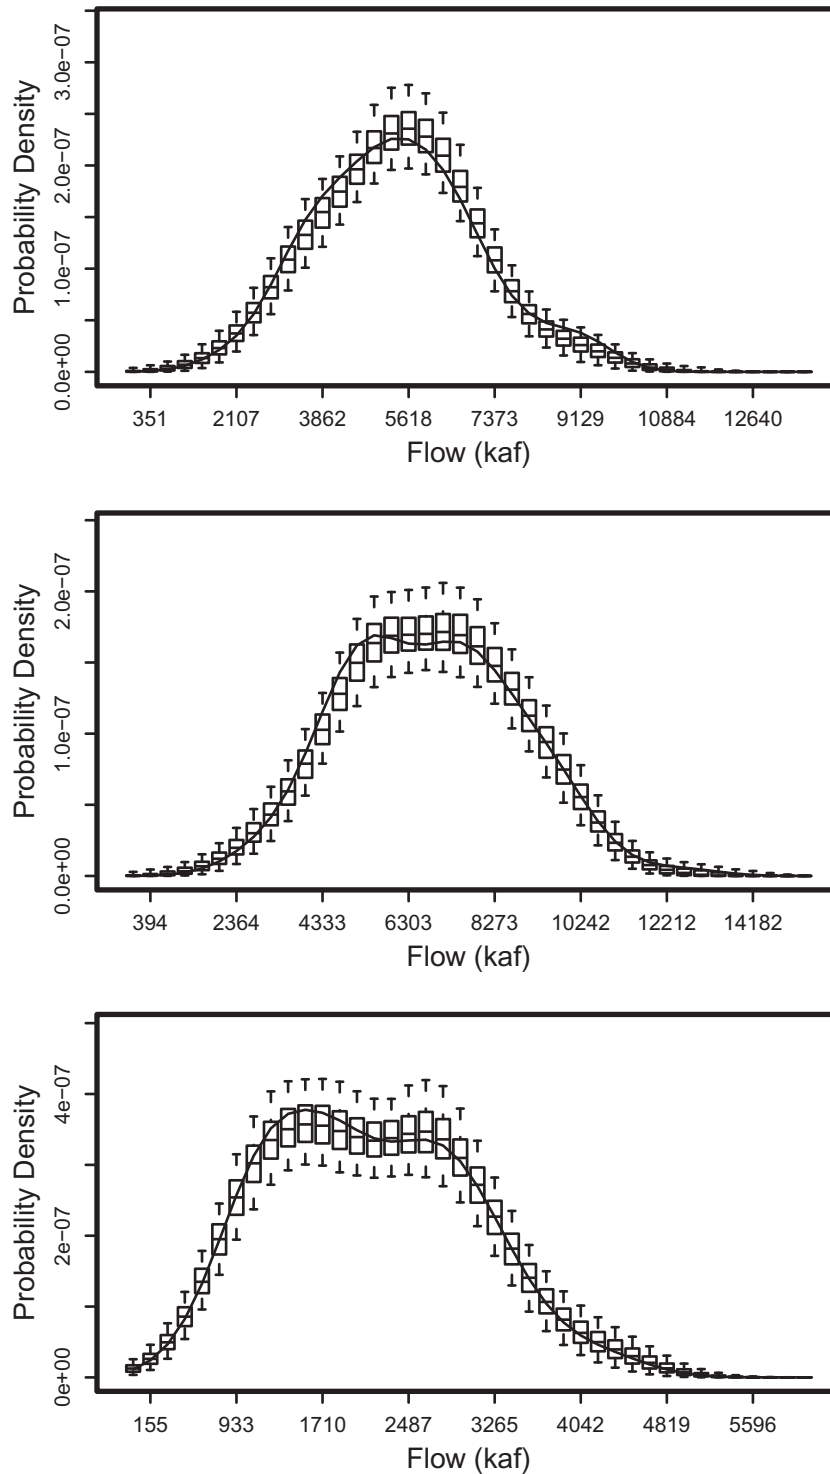 Probability Density
3.0e−07
2.0e−07
1.0e−07
0.0e+00
351 2107 3862 5618 7373 9129 10884 12640
Flow (kaf)
Probability Density
2.0e−07
1.0e−07
0.0e+00
394 2364 4333 6303 8273 10242 12212 14182
Flow (kaf)
Probability Density
4e−07
2e−07
0e+00
155 933 1710 2487 3265 4042 4819 5596
Flow (kaf)